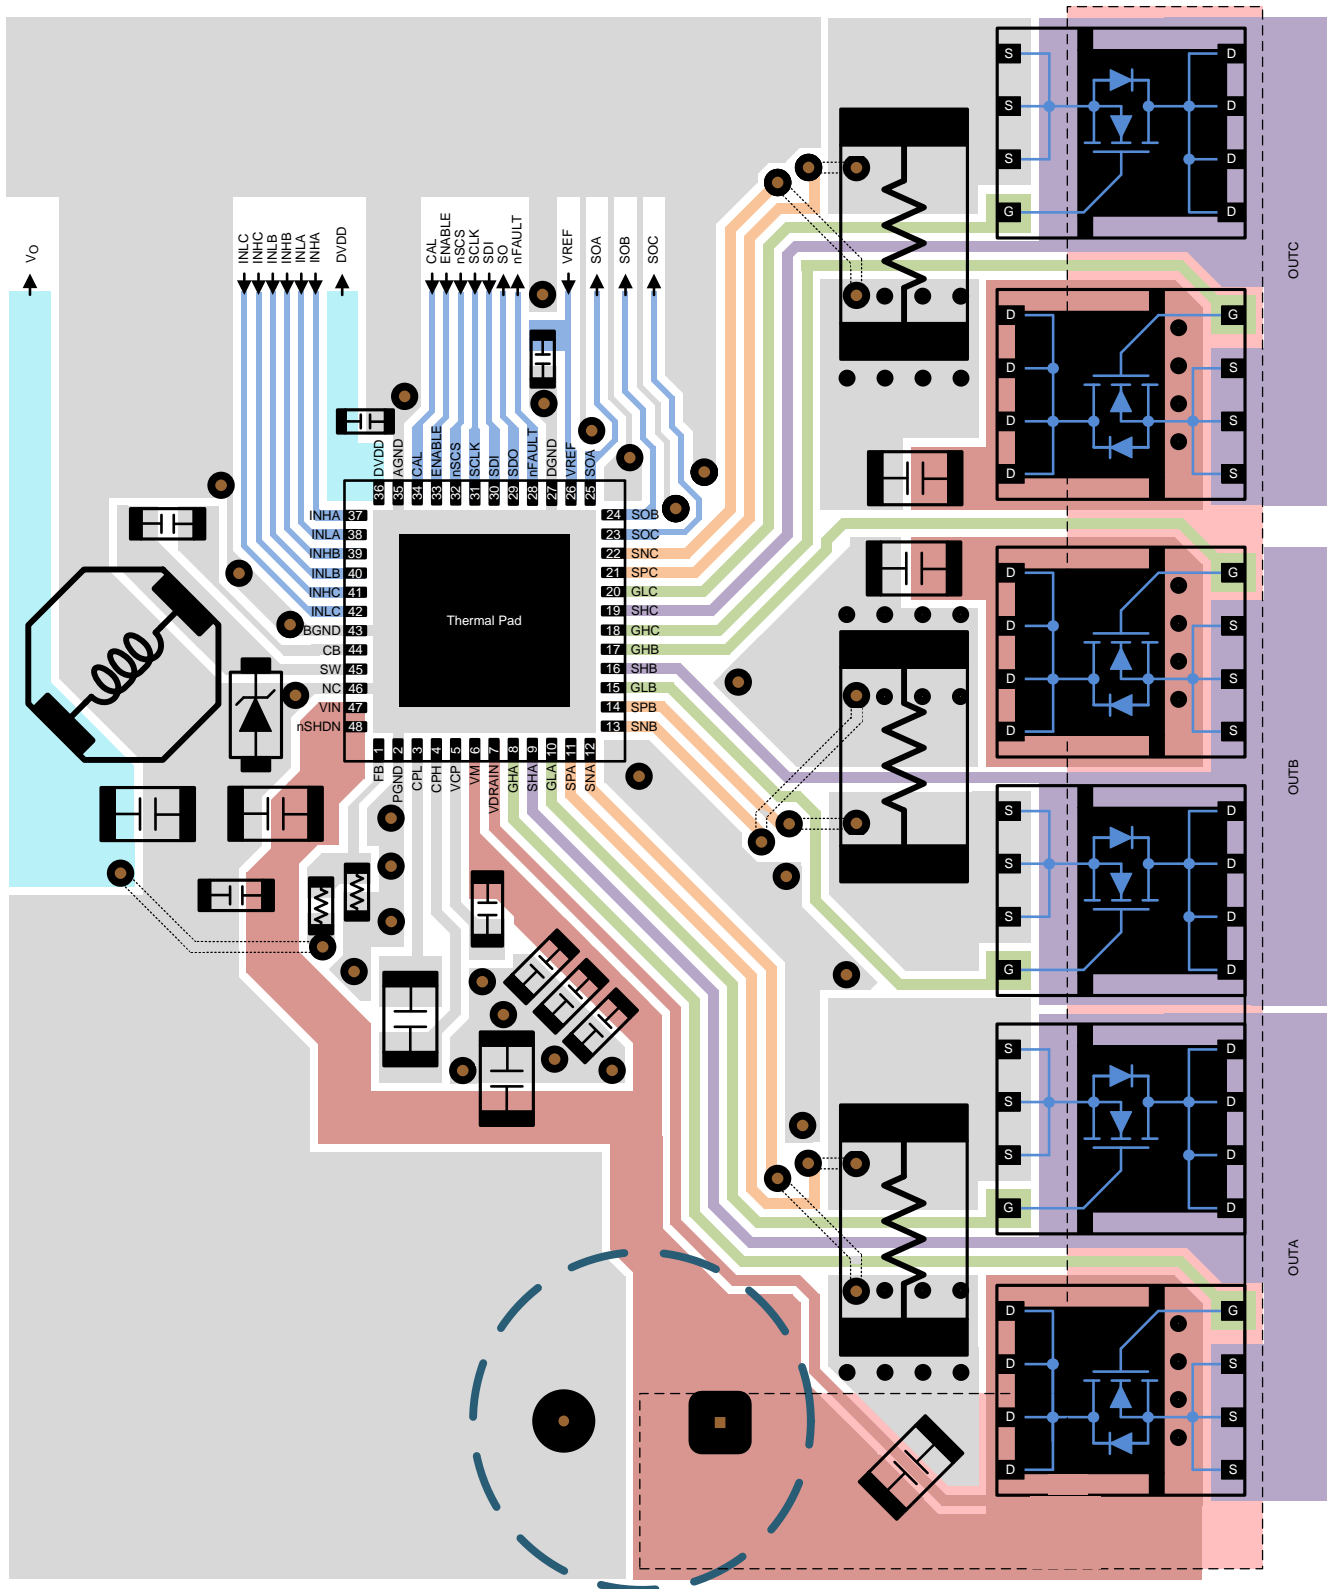 VO
INLC
INHC
INLB
INHB
INLA
INHA
DVDD
CAL
ENABLE
nSCS
SCLK
SDI
SO
nFAULT
VREF
SOA
SOB
SOC
DVDD
AGND
CAL
ENABLE
nSCS
SCLK
SDI
SDO
nFAULT
DGND
VREF
SOA
36
35
34
33
32
31
30
29
28
27
26
25
INHA 37
INLA 38
INHB 39
INLB 40
INHC 41
INLC 42
BGND 43
CB 44
SW 45
NC 46
VIN 47
nSHDN 48
Thermal Pad
24 SOB
23 SOC
22 SNC
21 SPC
20 GLC
19 SHC
18 GHC
17 GHB
16 SHB
15 GLB
14 SPB
13 SNB
1
2
3
4
5
6
7
8
9
10
11
12
FB
PGND
CPL
CPH
VCP
VM
VDRAIN
GHA
SHA
GLA
SPA
SNA
S D
S D
S D
G D
OUTC
D G
D S
D S
D S
D G
D S
D S
D S
OUTB
S D
S D
S D
G D
S D
S D
S D
G D
OUTA
D G
D S
D S
D S